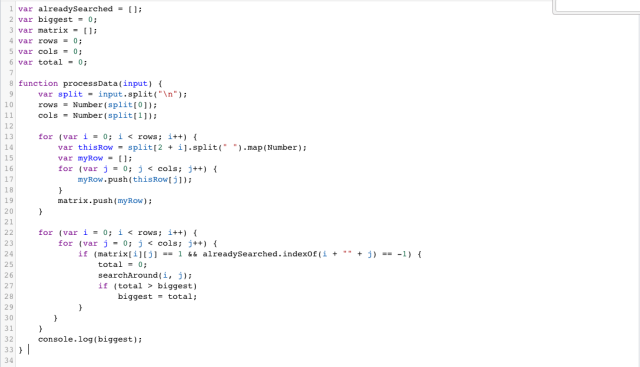 1 var alreadySearched = [];
2 var biggest = 0;
3 var matrix = [];
4 var rows = 0;
5 var cols = 0;
6 var total = 0;
7
8 function processData(input) {
9     var split = input.split("\n");
10     rows = Number(split[0]);
11     cols = Number(split[1]);
12
13     for (var i = 0; i < rows; i++) {
14         var thisRow = split[2 + i].split(" ").map(Number);
15         var myRow = [];
16         for (var j = 0; j < cols; j++) {
17             myRow.push(thisRow[j]);
18         }
19         matrix.push(myRow);
20     }
21
22     for (var i = 0; i < rows; i++) {
23         for (var j = 0; j < cols; j++) {
24             if (matrix[i][j] == 1 && alreadySearched.indexOf(i + "" + j) == -1) {
25                 total = 0;
26                 searchAround(i, j);
27                 if (total > biggest)
28                     biggest = total;
29             }
30        }
31     }
32     console.log(biggest);
33 }
34